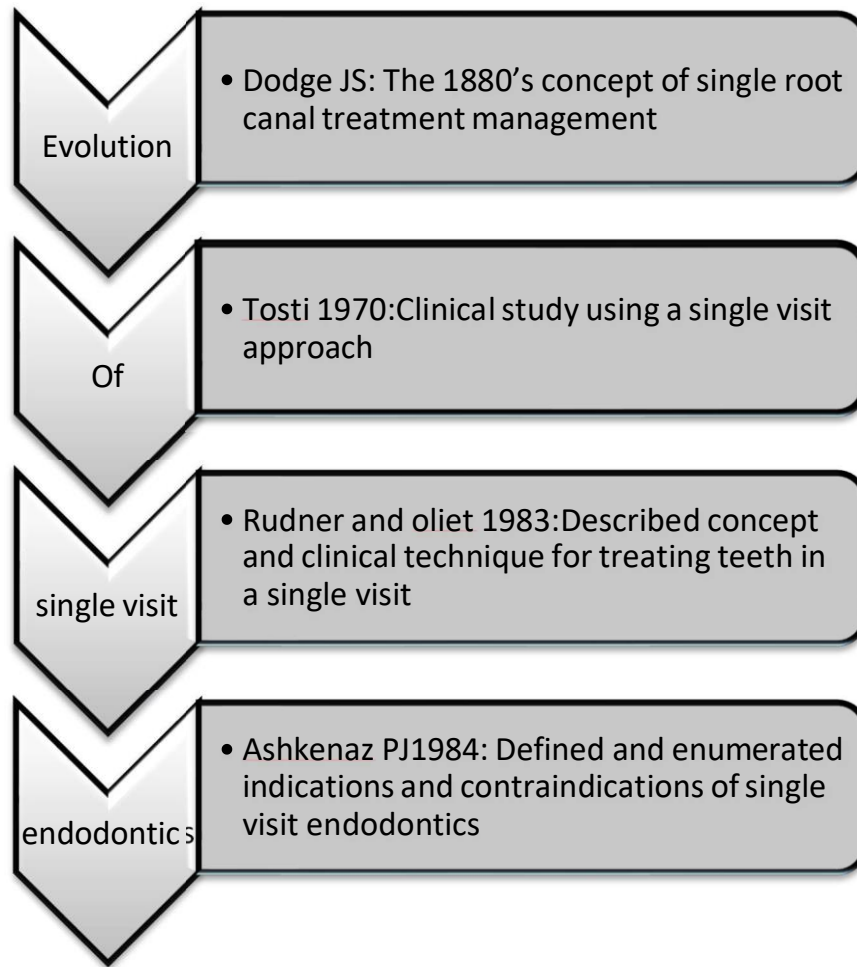 Evolution
• Dodge JS: The 1880’s concept of single root
canal treatment management
Of
• Tosti 1970:Clinical study using a single visit
approach
single visit
• Rudner and oliet 1983:Described concept
and clinical technique for treating teeth in
a single visit
endodontics
• Ashkenaz PJ1984: Defined and enumerated
indications and contraindications of single
visit endodontics